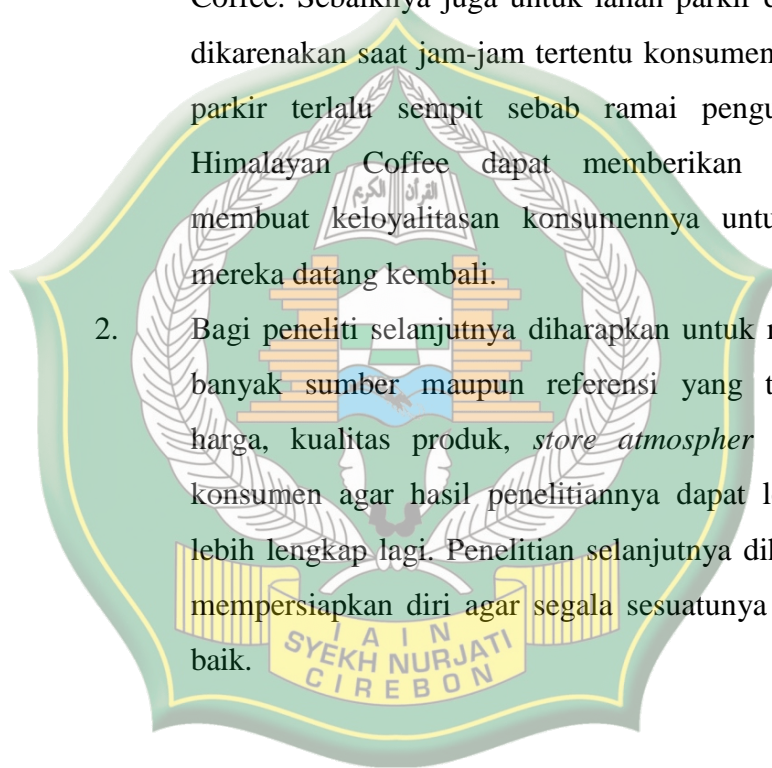 Coffee. Sebaiknya juga untuk lahan parkir
dikarenakan saat jam-jam tertentu konsumen
parkir terlalu sempit sebab ramai
Himalayan Coffee dapat memberikan
membuat keloyalitasan konsumennya
mereka datang kembali.
2. Bagi peneliti selanjutnya diharapkan untuk
banyak sumber maupun referensi yang
harga, kualitas produk, store atmospher
konsumen agar hasil penelitiannya dapat
lebih lengkap lagi. Penelitian selanjutnya
mempersiapkan diri agar segala sesuatunya
baik.
القرآن الكريم
IAIN
SYEKH NURJATI
CIREBON